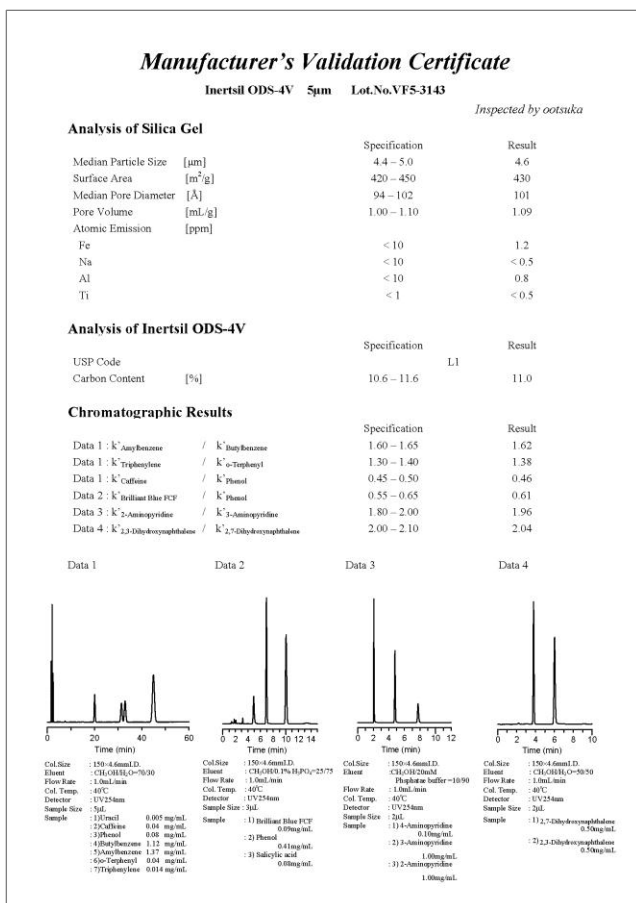 Manufacturer's Validation Certificate
Inertsil ODS-4V 5μm Lot.No.VF5-3143
Inspected by ootsuka
Analysis of Silica Gel
Specification Result
Median Particle Size [μm] 4.4 – 5.0 4.6
Surface Area [m²/g] 420 – 450 430
Median Pore Diameter [Å] 94 – 102 101
Pore Volume [mL/g] 1.00 – 1.10 1.09
Atomic Emission [ppm]
Fe < 10 1.2
Na < 10 < 0.5
Al < 10 0.8
Ti < 1 < 0.5
Analysis of Inertsil ODS-4V
Specification Result
USP Code L1
Carbon Content [%] 10.6 – 11.6 11.0
Chromatographic Results
Specification Result
Data 1 : k'Amylbenzene / k'Butylbenzene 1.60 – 1.65 1.62
Data 1 : k'Triphenylene / k'o-Terphenyl 1.30 – 1.40 1.38
Data 1 : k'Caffeine / k'Phenol 0.45 – 0.50 0.46
Data 2 : k'Brilliant Blue FCF / k'Phenol 0.55 – 0.65 0.61
Data 3 : k'2-Aminopyridine / k'3-Aminopyridine 1.80 – 2.00 1.96
Data 4 : k'2,3-Dihydroxynaphthalene / k'2,7-Dihydroxynaphthalene 2.00 – 2.10 2.04
Data 1 Data 2 Data 3 Data 4
0 20 40 60
Time (min)
0 2 4 6 8 10 12 14
Time (min)
0 2 4 6 8 10 12
Time (min)
0 2 4 6 8 10
Time (min)
Col.Size : 150×4.6mmI.D.
Eluent : CH₃OH/H₂O=70/30
Flow Rate : 1.0mL/min
Col. Temp. : 40℃
Detector : UV254nm
Sample Size : 5μL
Sample : 1)Uracil 0.005 mg/mL
: 2)Caffeine 0.04 mg/mL
: 3)Phenol 0.08 mg/mL
: 4)Butylbenzene 1.12 mg/mL
: 5)Amylbenzene 1.37 mg/mL
: 6)o-Terphenyl 0.04 mg/mL
: 7)Triphenylene 0.014 mg/mL
Col.Size : 150×4.6mmI.D.
Eluent : CH₃OH/0.1% H₃PO₄=25/75
Flow Rate : 1.0mL/min
Col. Temp. : 40℃
Detector : UV254nm
Sample Size : 3μL
Sample : 1) Brilliant Blue FCF
0.09mg/mL
: 2) Phenol
0.41mg/mL
: 3) Salicylic acid
0.08mg/mL
Col.Size : 150×4.6mmI.D.
Eluent :CH₃OH/20mM
Phosphatae buffer =10/90
Flow Rate : 1.0mL/min
Col. Temp. : 40℃
Detector : UV254nm
Sample Size : 2μL
Sample : 1) 4-Aminopyridine
0.10mg/mL
: 2) 3-Aminopyridine
1.00mg/mL
: 3) 2-Aminopyridine
1.00mg/mL
Col.Size : 150×4.6mmI.D.
Eluent : CH₃OH/H₂O=50/50
Flow Rate : 1.0mL/min
Col. Temp. : 40℃
Detector : UV254nm
Sample Size : 2μL
Sample : 1) 2,7-Dihydroxynaphthalene
0.50mg/mL
: 2) 2,3-Dihydroxynaphthalene
0.50mg/mL